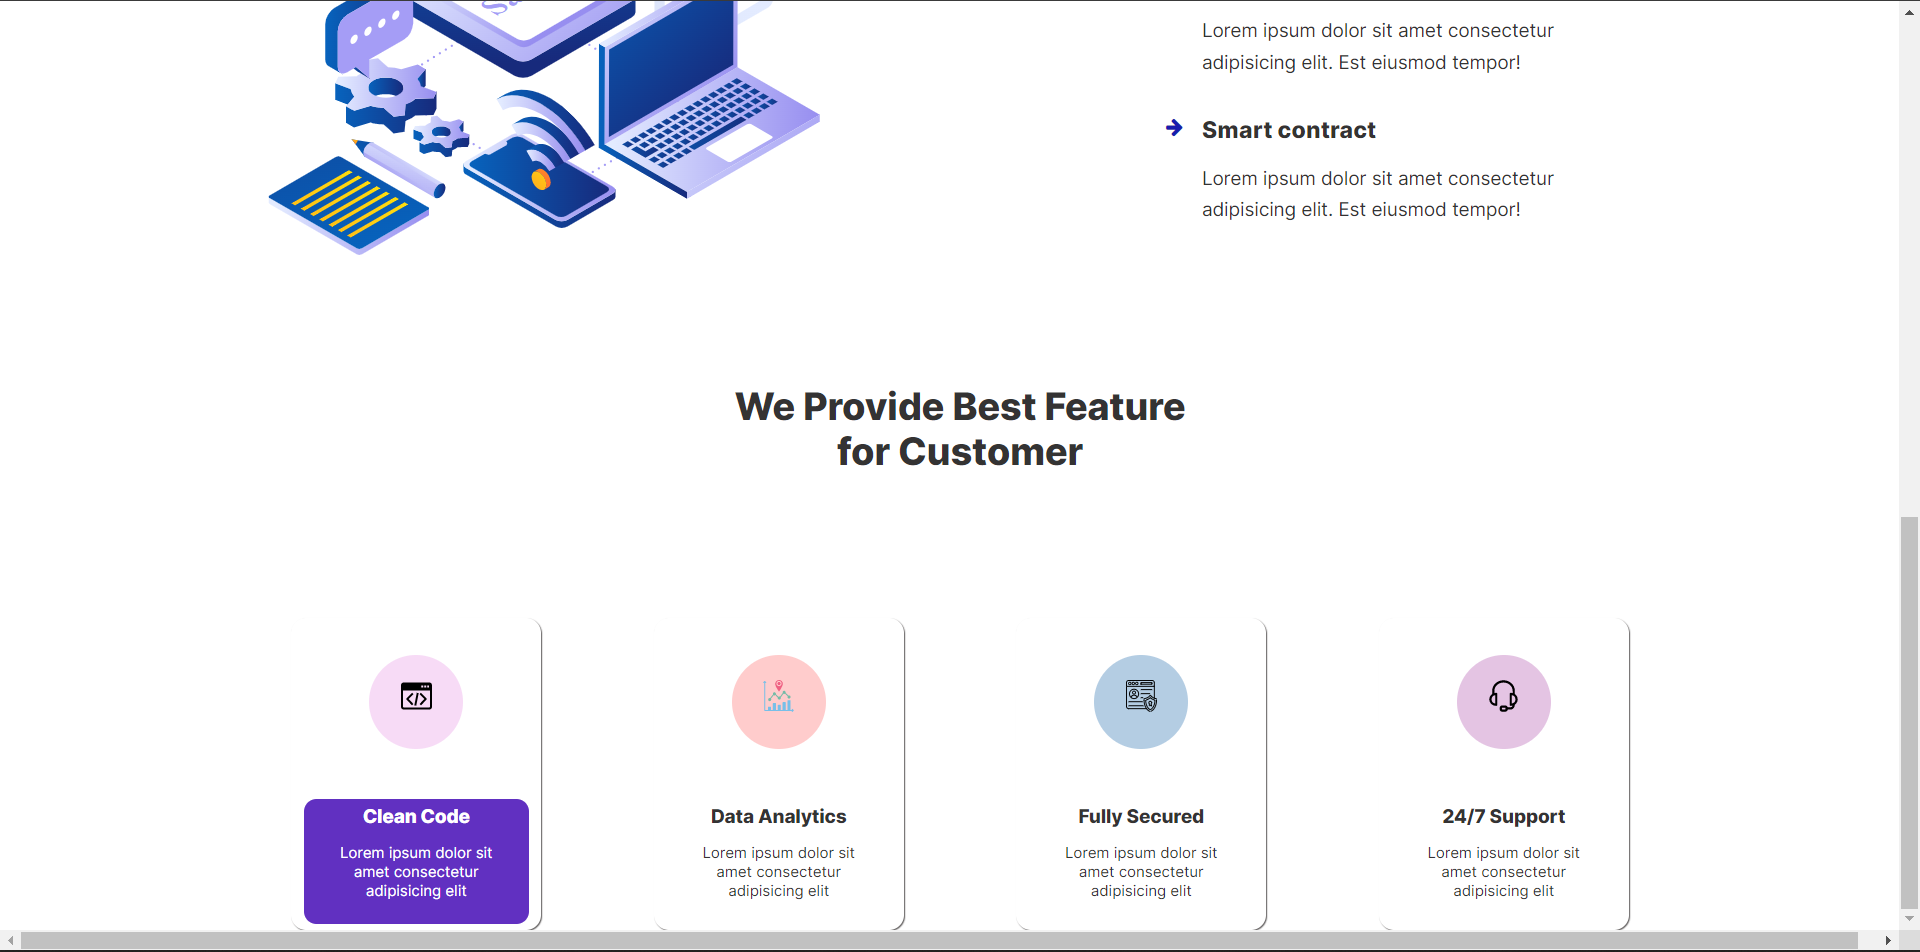 Lorem ipsum dolor sit amet consectetur
adipisicing elit. Est eiusmod tempor!
Smart contract
Lorem ipsum dolor sit amet consectetur
adipisicing elit. Est eiusmod tempor!
We Provide Best Feature
for Customer
Clean Code
Lorem ipsum dolor sit
amet consectetur
adipisicing elit
Data Analytics
Lorem ipsum dolor sit
amet consectetur
adipisicing elit
Fully Secured
Lorem ipsum dolor sit
amet consectetur
adipisicing elit
24/7 Support
Lorem ipsum dolor sit
amet consectetur
adipisicing elit